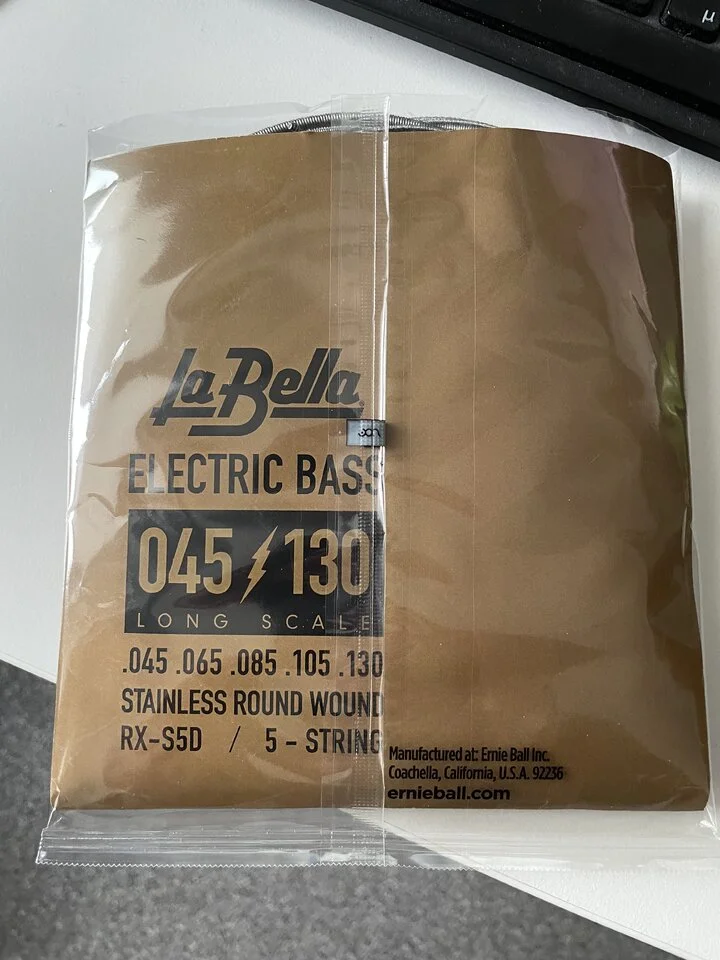 µ
La Bella
ELECTRIC BASS
045 130
LONG SCALE
.045 .065 .085 .105 .130
STAINLESS ROUND WOUND
RX-S5D / 5 - STRING
Manufactured at: Ernie Ball Inc.
Coachella, California, U.S.A. 92236
ernieball.com